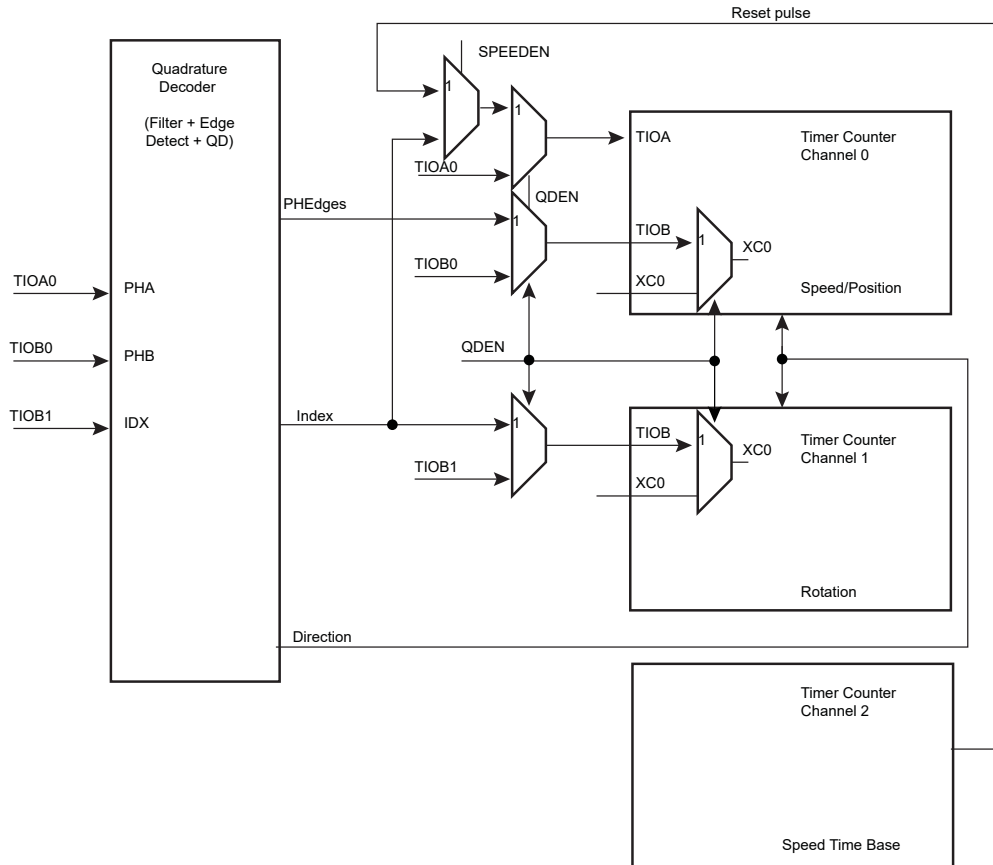 Reset pulse
SPEEDEN
Quadrature
Decoder
(Filter + Edge
Detect + QD)
1
1
TIOA
Timer Counter
Channel 0
TIOA0
QDEN
PHEdges
1
TIOB
1
XC0
TIOB0
XC0
Speed/Position
TIOA0
PHA
QDEN
TIOB0
PHB
TIOB1
IDX
Index
1
TIOB
1
XC0
Timer Counter
Channel 1
TIOB1
XC0
Rotation
Direction
Timer Counter
Channel 2
Speed Time Base